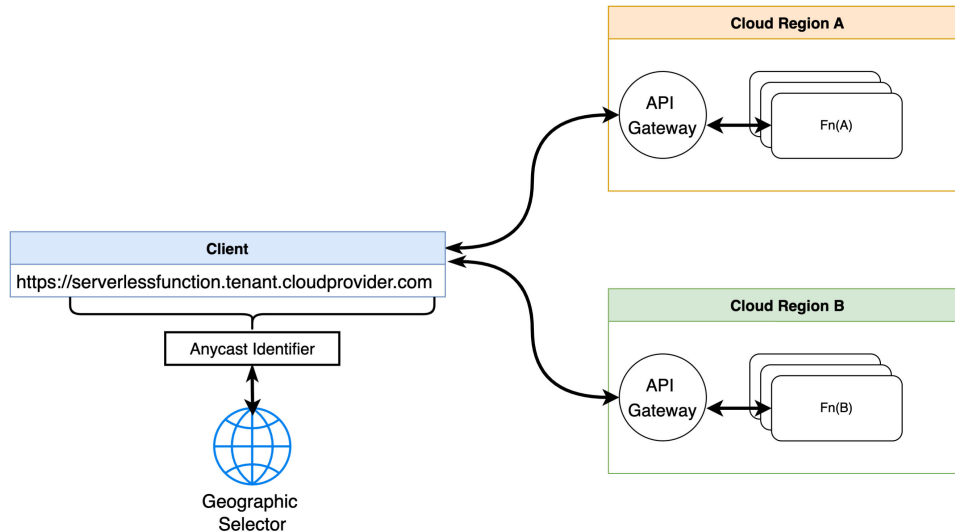 Cloud Region A
API
Gateway
Fn(A)
Client
https://serverlessfunction.tenant.cloudprovider.com
Anycast Identifier
Geographic
Selector
Cloud Region B
API
Gateway
Fn(B)